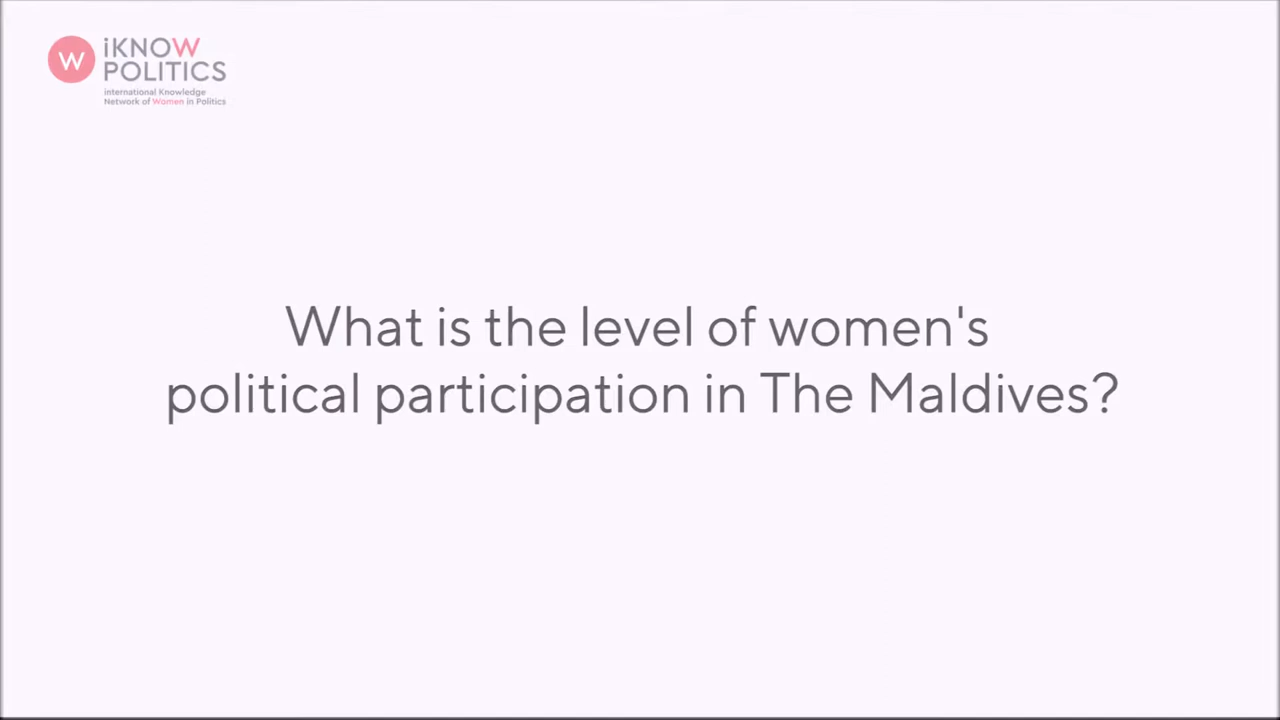 W
iKNOW
POLITICS
International Knowledge
Network of Women in Politics
What is the level of women's
political participation in The Maldives?